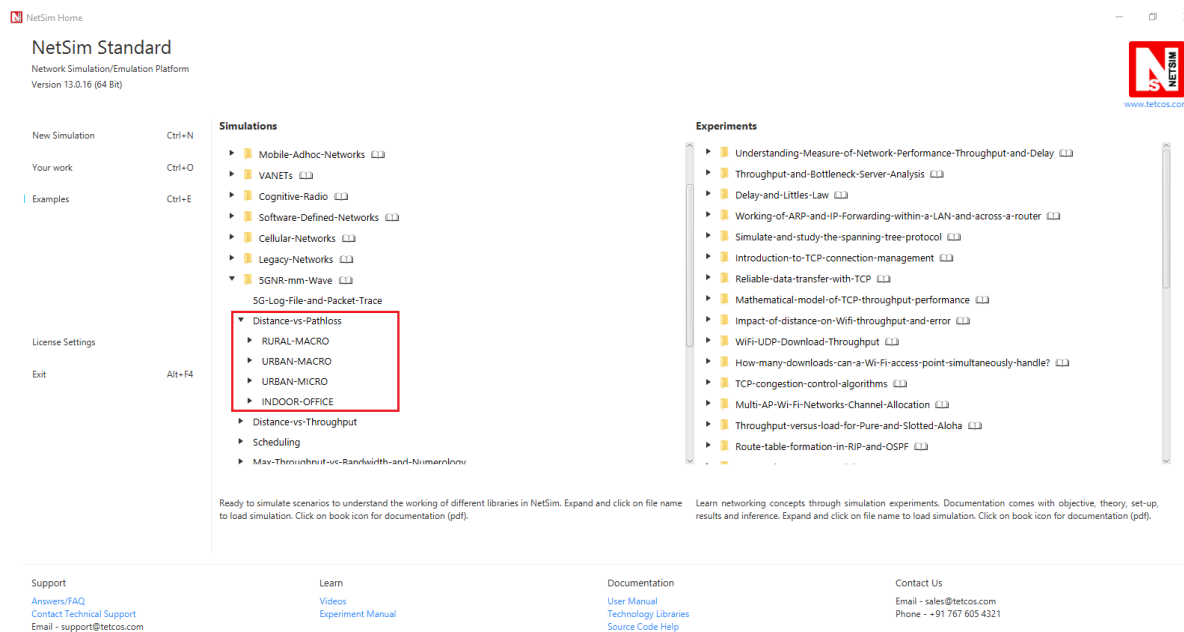 NetSim Home
NetSim Standard
Network Simulation/Emulation Platform
Version 13.0.16 (64 Bit)
NETSIM
www.tetcos.com
New Simulation Ctrl+N
Your work Ctrl+O
Examples Ctrl+E
License Settings
Exit Alt+F4
Simulations
Mobile-Adhoc-Networks
VANETs
Cognitive-Radio
Software-Defined-Networks
Cellular-Networks
Legacy-Networks
5GNR-mm-Wave
5G-Log-File-and-Packet-Trace
Distance-vs-Pathloss
RURAL-MACRO
URBAN-MACRO
URBAN-MICRO
INDOOR-OFFICE
Distance-vs-Throughput
Scheduling
Max-Throughput-vs-Bandwidth-and-Numerology
Ready to simulate scenarios to understand the working of different libraries in NetSim. Expand and click on file name
to load simulation. Click on book icon for documentation (pdf).
Experiments
Understanding-Measure-of-Network-Performance-Throughput-and-Delay
Throughput-and-Bottleneck-Server-Analysis
Delay-and-Littles-Law
Working-of-ARP-and-IP-Forwarding-within-a-LAN-and-across-a-router
Simulate-and-study-the-spanning-tree-protocol
Introduction-to-TCP-connection-management
Reliable-data-transfer-with-TCP
Mathematical-model-of-TCP-throughput-performance
Impact-of-distance-on-Wifi-throughput-and-error
WiFi-UDP-Download-Throughput
How-many-downloads-can-a-Wi-Fi-access-point-simultaneously-handle?
TCP-congestion-control-algorithms
Multi-AP-Wi-Fi-Networks-Channel-Allocation
Throughput-versus-load-for-Pure-and-Slotted-Aloha
Route-table-formation-in-RIP-and-OSPF
Learn networking concepts through simulation experiments. Documentation comes with objective, theory, set-up,
results and inference. Expand and click on file name to load simulation. Click on book icon for documentation (pdf).
Support
Answers/FAQ
Contact Technical Support
Email - support@tetcos.com
Learn
Videos
Experiment Manual
Documentation
User Manual
Technology Libraries
Source Code Help
Contact Us
Email - sales@tetcos.com
Phone - +91 767 605 4321